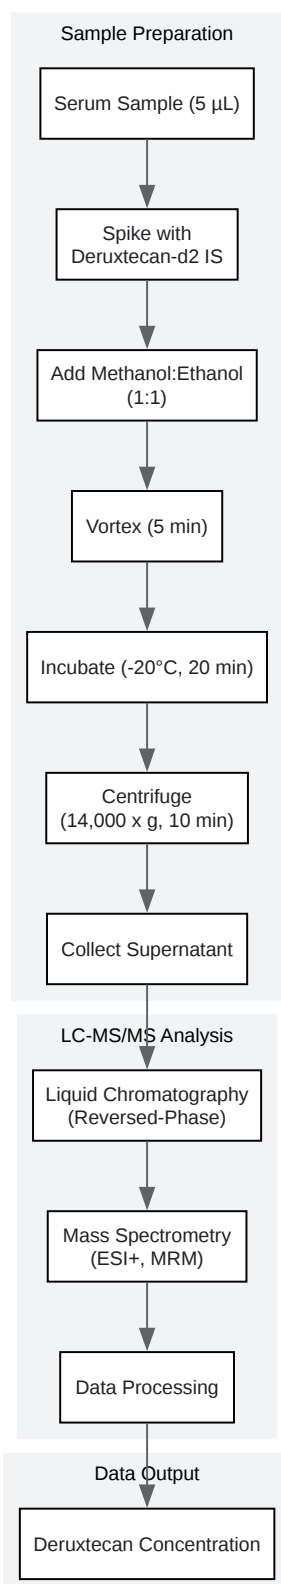 Sample Preparation
Serum Sample (5 µL)
Spike with
Deruxtecan-d2 IS
Add Methanol:Ethanol
(1:1)
Vortex (5 min)
Incubate (-20°C, 20 min)
Centrifuge
(14,000 x g, 10 min)
Collect Supernatant
LC-MS/MS Analysis
Liquid Chromatography
(Reversed-Phase)
Mass Spectrometry
(ESI+, MRM)
Data Processing
Data Output
Deruxtecan Concentration